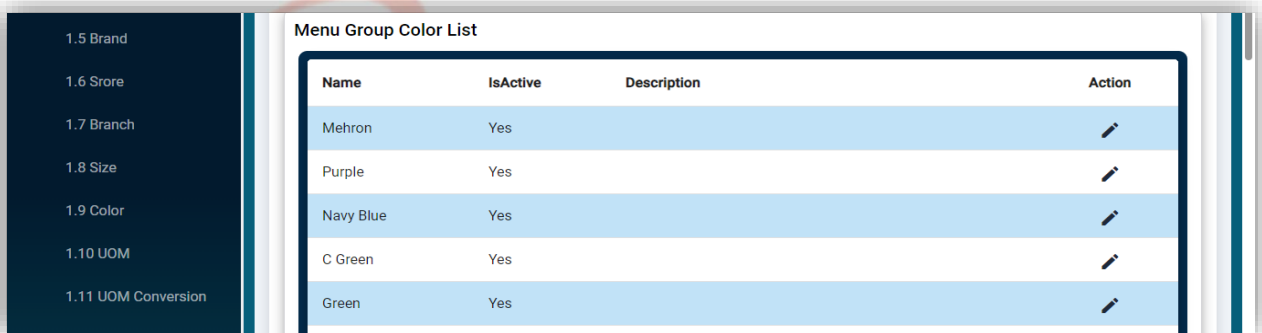 1.5 Brand
1.6 Srore
1.7 Branch
1.8 Size
1.9 Color
1.10 UOM
1.11 UOM Conversion
Menu Group Color List
Name IsActive Description Action
Mehron Yes
Purple Yes
Navy Blue Yes
C Green Yes
Green Yes